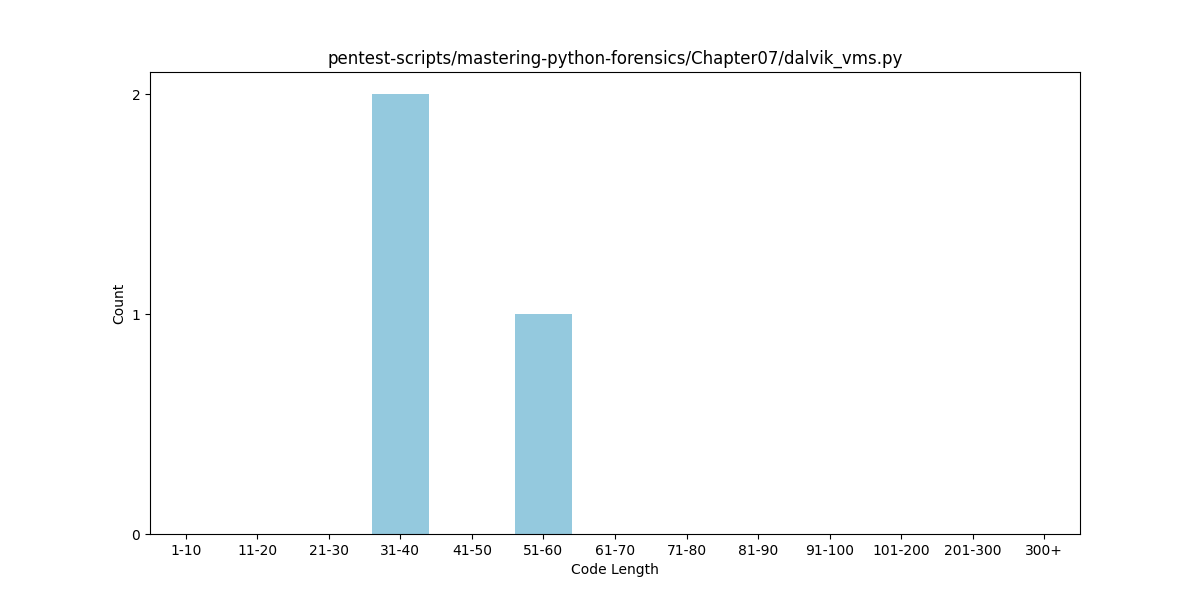 pentest-scripts/mastering-python-forensics/Chapter07/dalvik_vms.py
2
1
0
Count
1-10 11-20 21-30 31-40 41-50 51-60 61-70 71-80 81-90 91-100 101-200 201-300 300+
Code Length